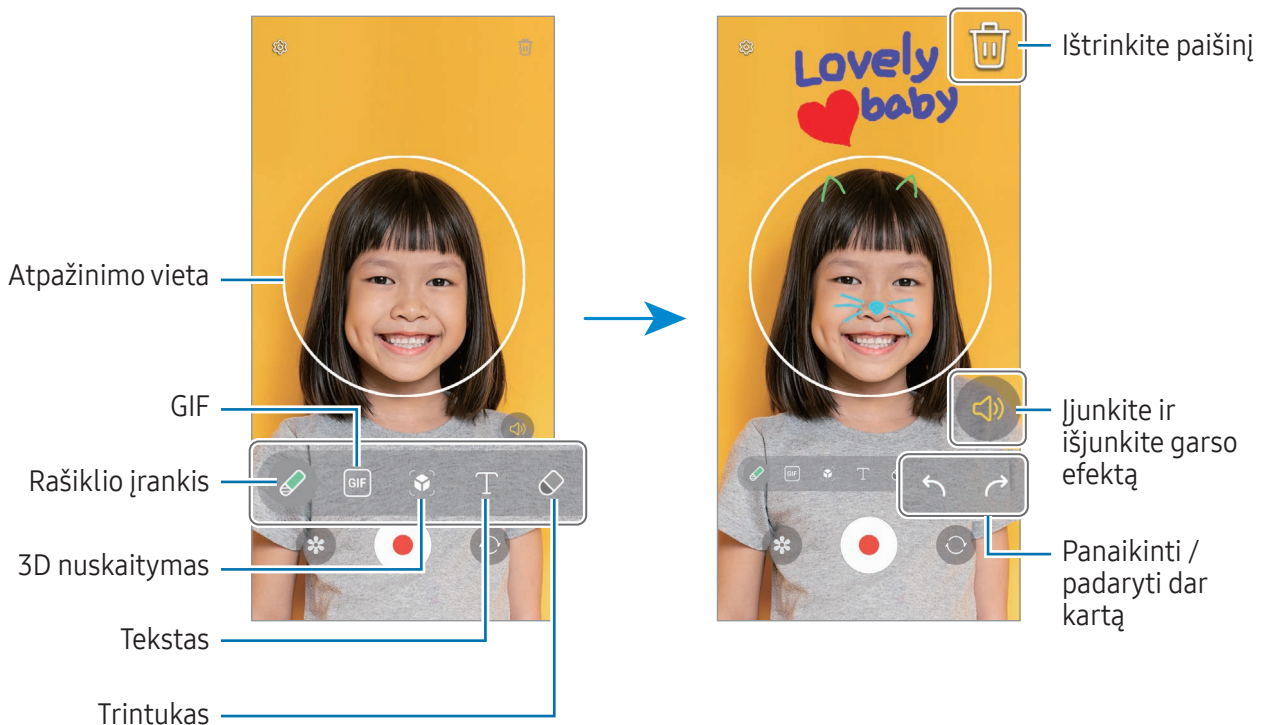 Ištrinkite paišinį
Lovely
baby
Atpažinimo vieta
GIF
Įjunkite ir
išjunkite garso
efektą
Rašiklio įrankis
GIF
T
GIF
T
3D nuskaitymas
Panaikinti /
padaryti dar
kartą
Tekstas
Trintukas